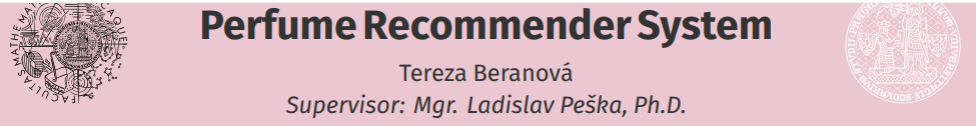 Perfume Recommender System
Tereza Beranová
Supervisor: Mgr. Ladislav Peška, Ph.D.